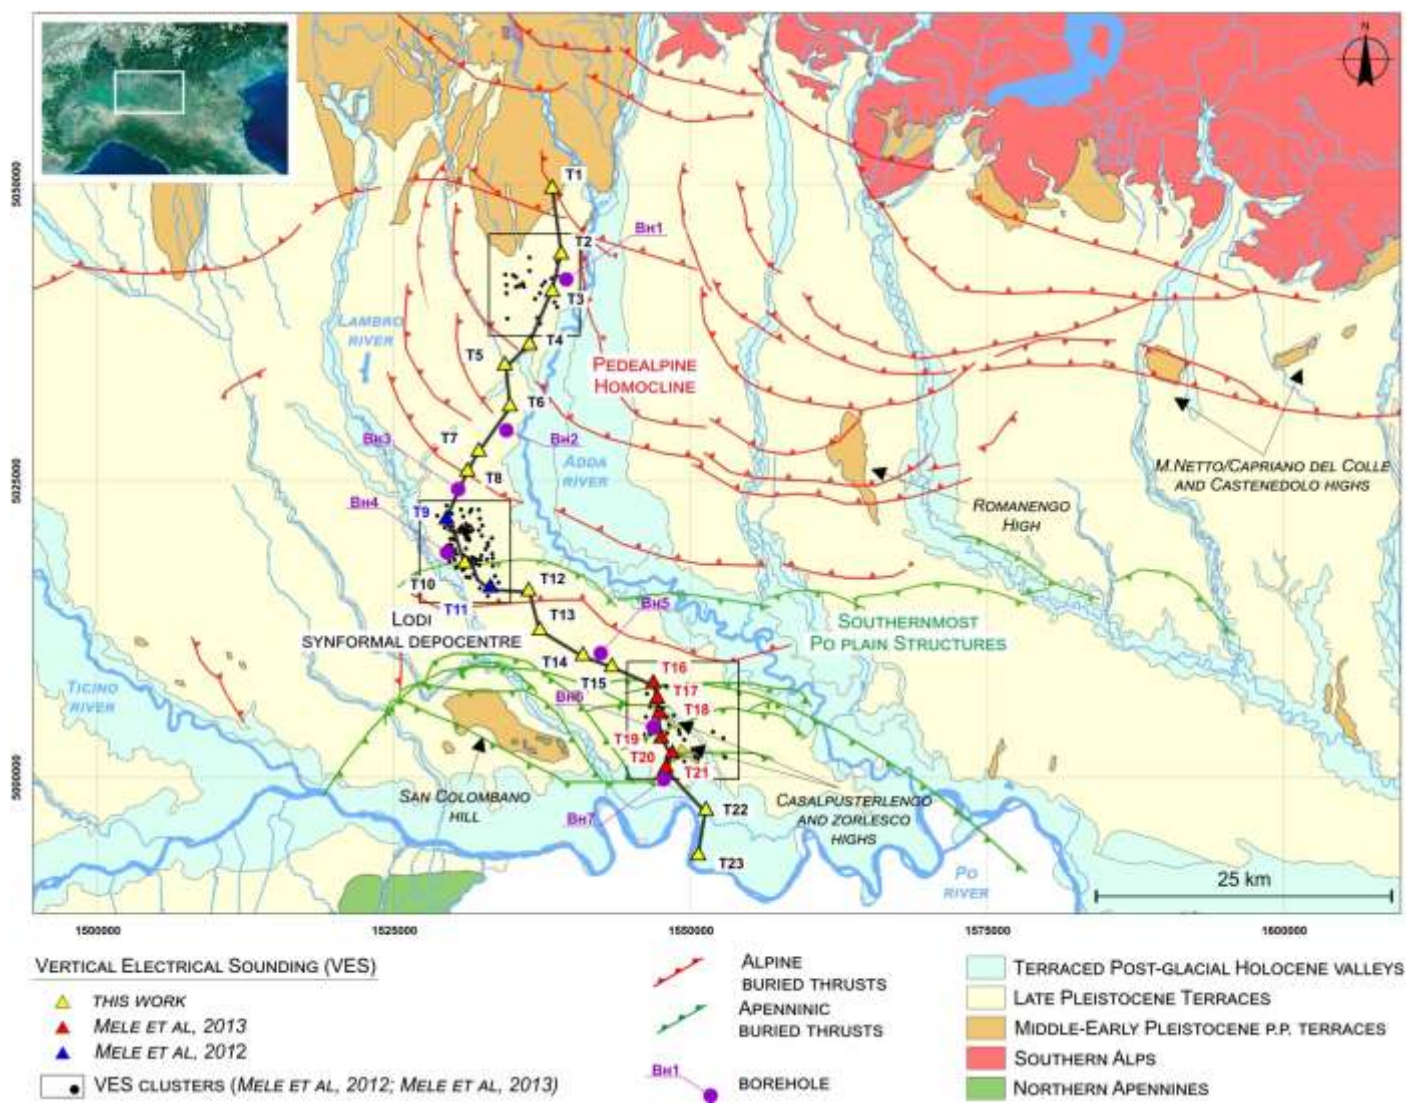 N
5050000
5025000
5000000
T1
T2
Bh1
T3
Lambro
river
T4
T5
Pedealpine
Homocline
T6
T7
Bh3
Bh2
Adda
river
T8
M.Netto/Capriano del Colle
and Castenedolo highs
Bh4
T9
Romanengo
High
T10
T12
T11
Bh5
T13
Lodi
synformal depocentre
Southernmost
Po plain Structures
T14
T16
T15
T17
Ticino
river
Bh6
T18
T19
T20
T21
San Colombano
hill
Casalpusterlengo
and zorlesco
highs
T22
Bh7
T23
Po
river
25 km
1500000
1525000
1550000
1575000
1600000
Vertical Electrical Sounding (VES)
this work
Mele et al, 2013
Mele et al, 2012
VES clusters (Mele et al, 2012; Mele et al, 2013)
Alpine
buried thrusts
Apenninic
buried thrusts
Bh1
borehole
Terraced Post-glacial Holocene valleys
Late Pleistocene Terraces
Middle-Early Pleistocene p.p. terraces
Southern Alps
Northern Apennines